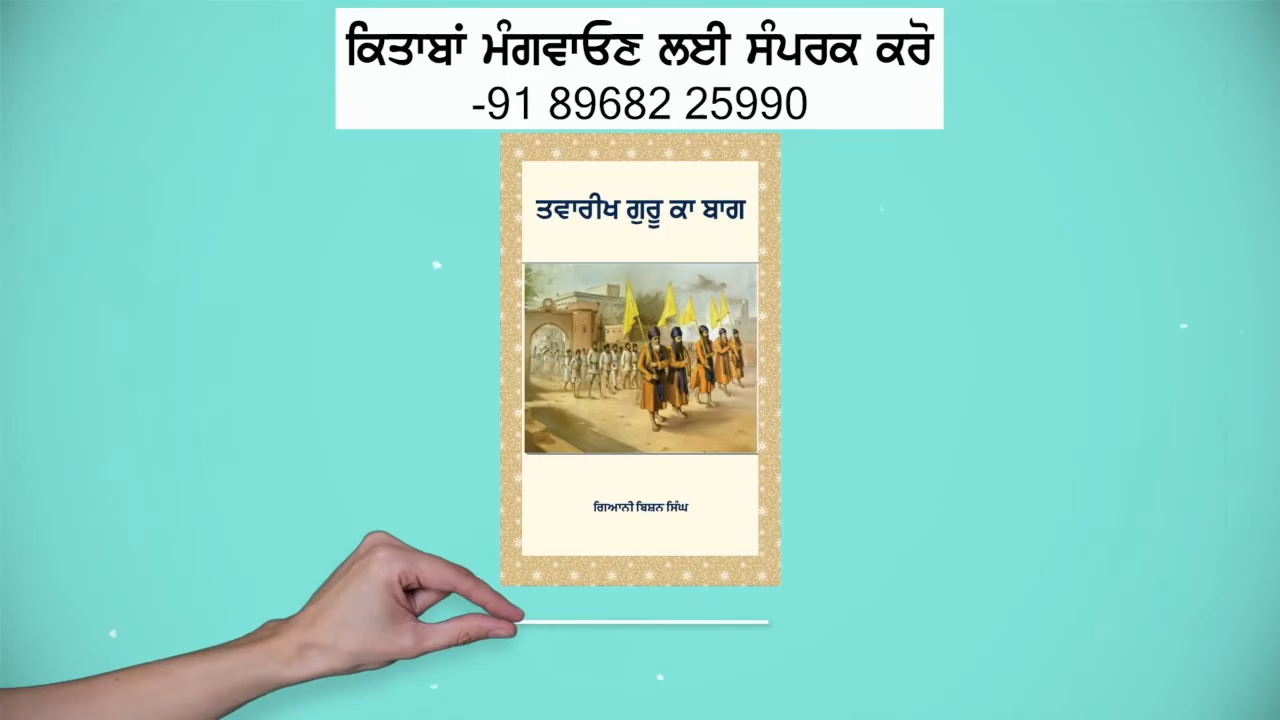 ਕਿਤਾਬਾਂ ਮੰਗਵਾਓਣ ਲਈ ਸੰਪਰਕ ਕਰੋ
-91 89682 25990
ਤਵਾਰੀਖ ਗੁਰੂ ਕਾ ਬਾਗ
ਗਿਆਨੀ ਬਿਸ਼ਨ ਸਿੰਘ